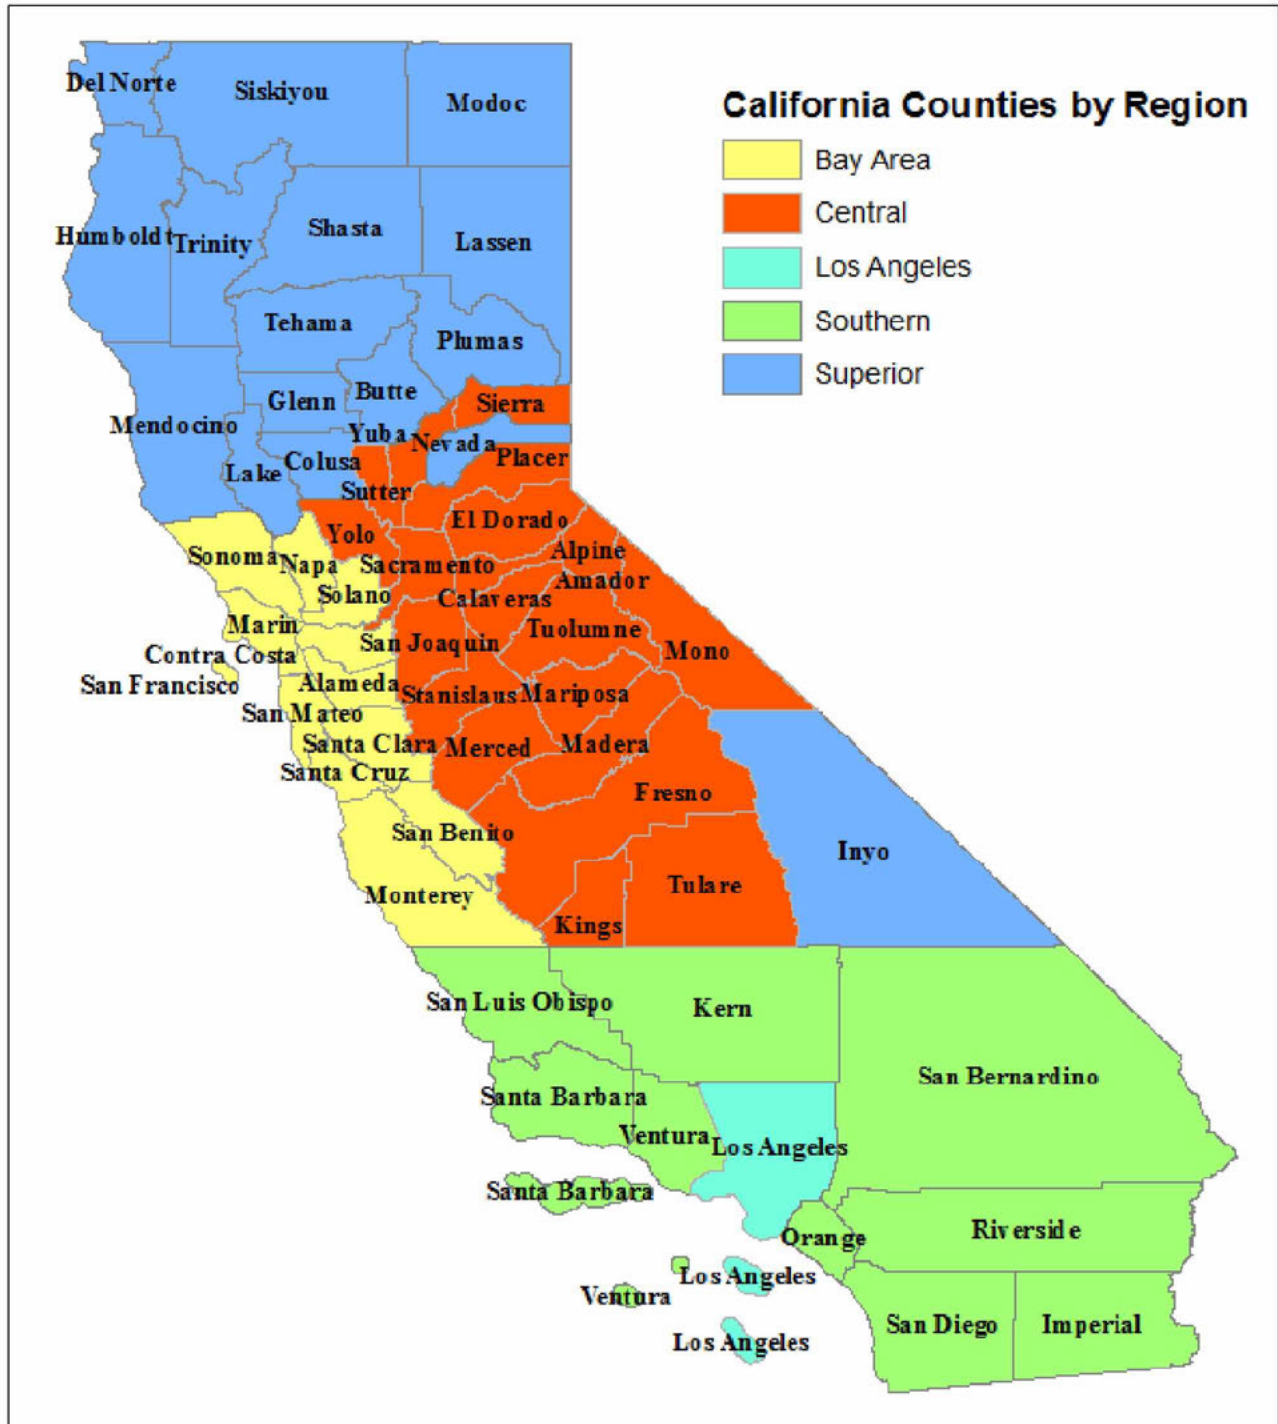 California Counties by Region
Bay Area
Central
Los Angeles
Southern
Superior
Del Norte
Siskiyou
Modoc
Humboldt
Trinity
Shasta
Lassen
Tehama
Plumas
Glenn
Butte
Sierra
Mendocino
Yuba
Nevada
Placer
Lake
Colusa
Sutter
El Dorado
Yolo
Sonoma
Napa
Sacramento
Alpine
Amador
Solano
Calaveras
Marin
San Joaquin
Tuolumne
Mono
Contra Costa
San Francisco
Alameda
Stanislaus
Mariposa
San Mateo
Santa Clara
Merced
Madera
Santa Cruz
Fresno
San Benito
Inyo
Monterey
Tulare
Kings
San Luis Obispo
Kern
San Bernardino
Santa Barbara
Ventura
Los Angeles
Santa Barbara
Orange
Riverside
Los Angeles
Ventura
San Diego
Imperial
Los Angeles